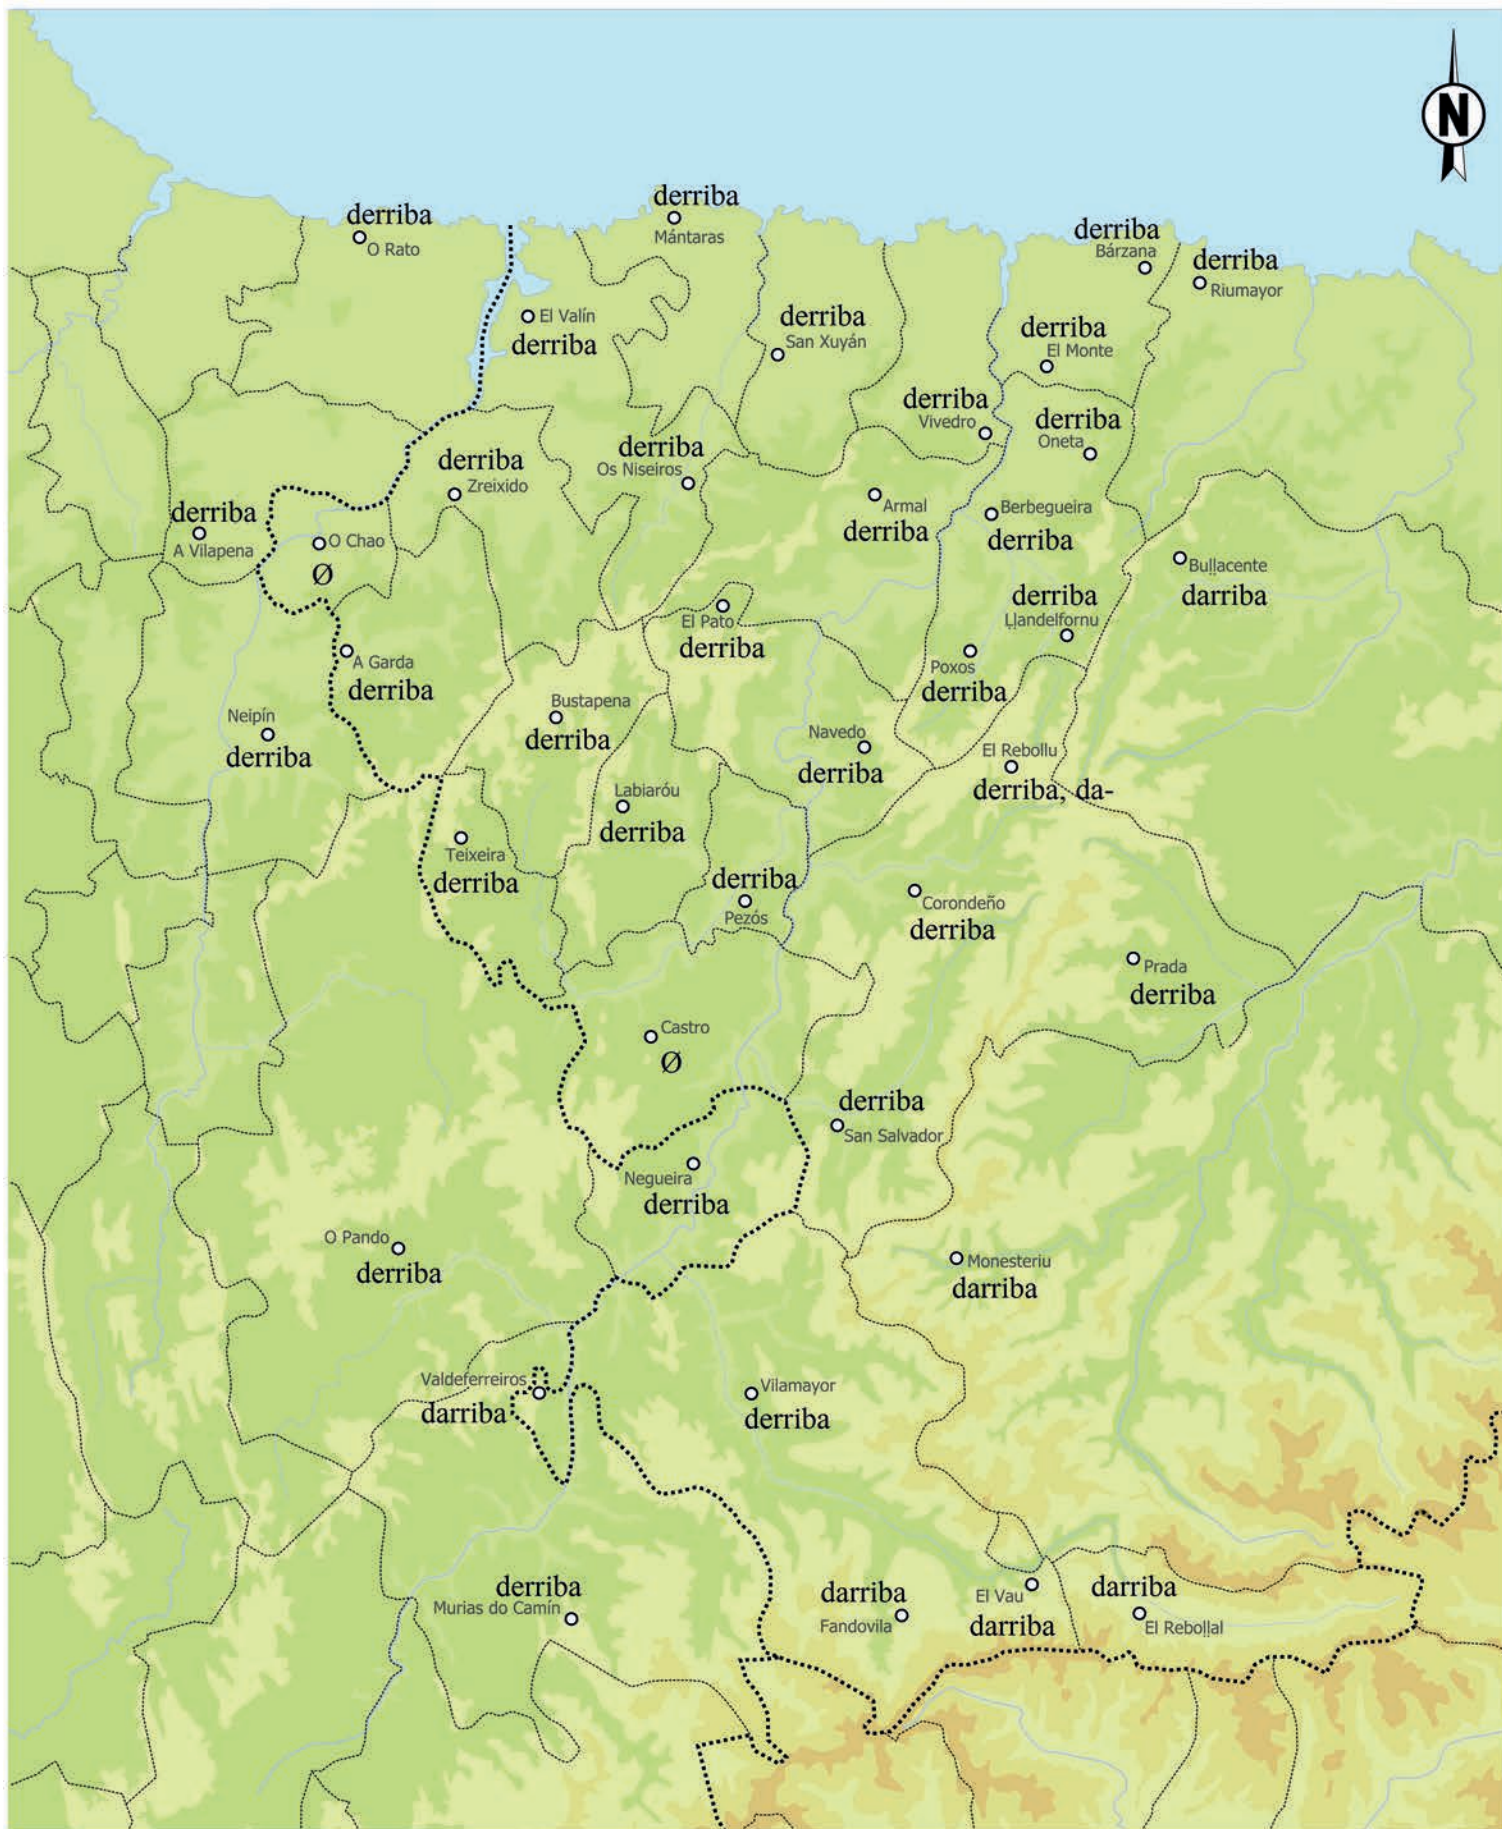 N
derriba
O Rato
derriba
Mántaras
derriba
Bárzana
derriba
Riumayor
El Valín
derriba
derriba
San Xuyán
derriba
El Monte
derriba
Vivedro
derriba
Oneta
derriba
Os Niseiros
derriba
Zreixido
Armal
derriba
Berbegueira
derriba
derriba
A Vilapena
O Chao
Ø
Buḷḷacente
darriba
derriba
Ḷḷandelfornu
El Pato
derriba
A Garda
derriba
Poxos
derriba
Bustapena
derriba
Neipín
derriba
Navedo
derriba
El Rebollu
derriba, da-
Labiaróu
derriba
Teixeira
derriba
derriba
Pezós
Corondeño
derriba
Prada
derriba
Castro
Ø
derriba
San Salvador
Negueira
derriba
O Pando
derriba
Monesteriu
darriba
Valdeferreiros
darriba
Vilamayor
derriba
derriba
Murias do Camín
darriba
Fandovila
El Vau
darriba
darriba
El Reboḷḷal